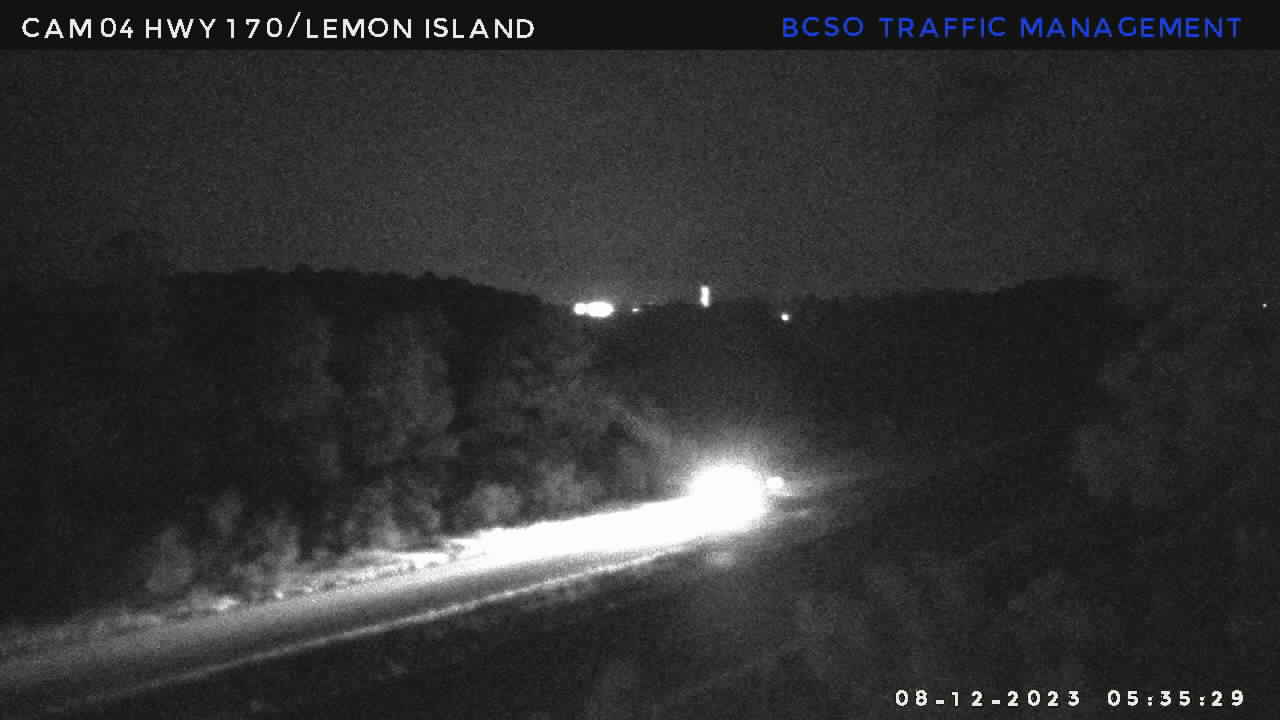 CAM04 HWY 170/LEMON ISLAND
BCSO TRAFFIC MANAGEMENT
08-12-2023 05:35:29